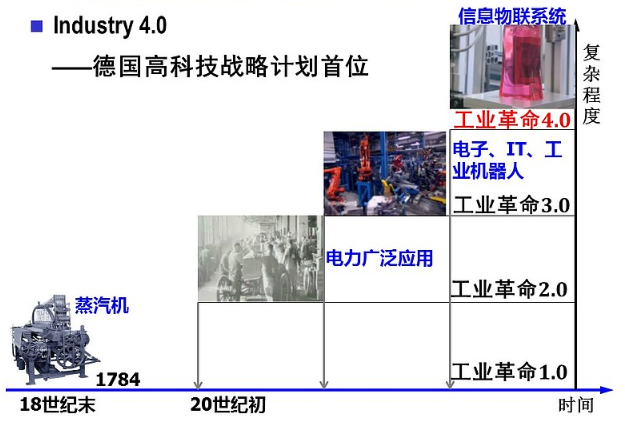 Industry 4.0
——德国高科技战略计划首位
信息物联系统
复杂程度
工业革命4.0
电子、IT、工
业机器人
工业革命3.0
电力广泛应用
工业革命2.0
蒸汽机
1784
工业革命1.0
18世纪末
20世纪初
时间